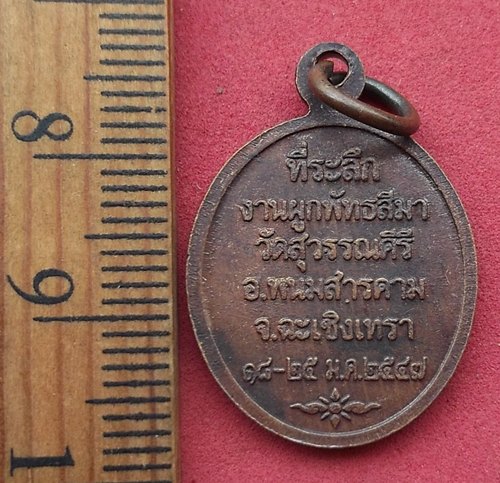 ที่ระลึก
งานผูกพัทธสีมา
วัดสุวรรณคีรี
อ.พนมสารคาม
จ.ฉะเชิงเทรา
๑๘-๒๕ ม.ค.๒๕๔๗
8
9
1